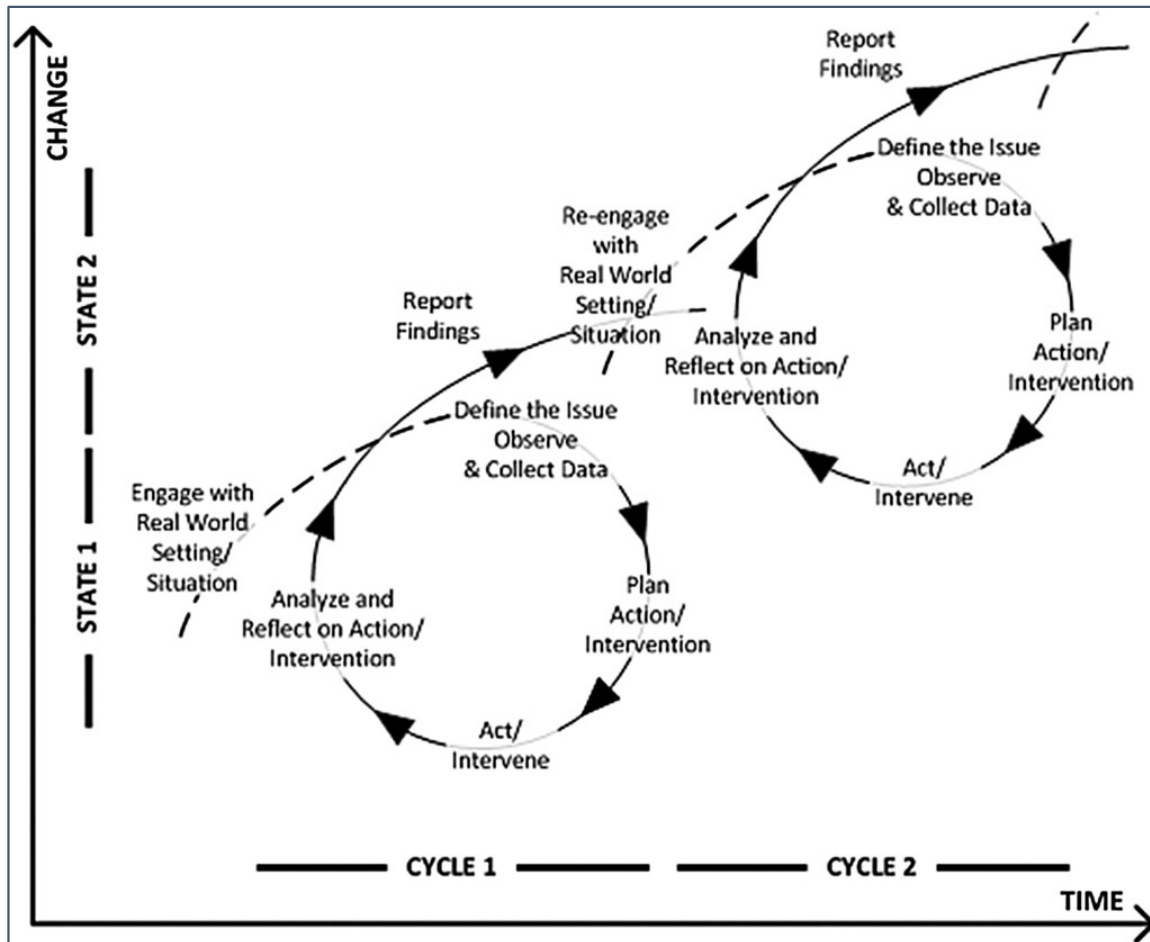 CHANGE
STATE 2
STATE 1
Report
Findings
Define the Issue
Observe
& Collect Data
Re-engage
with
Real World
Setting/
Situation
Plan
Action/
Intervention
Analyze and
Reflect on Action/
Intervention
Act/
Intervene
Report
Findings
Define the Issue
Observe
& Collect Data
Engage with
Real World
Setting/
Situation
Plan
Action/
Intervention
Analyze and
Reflect on Action/
Intervention
Act/
Intervene
CYCLE 1
CYCLE 2
TIME